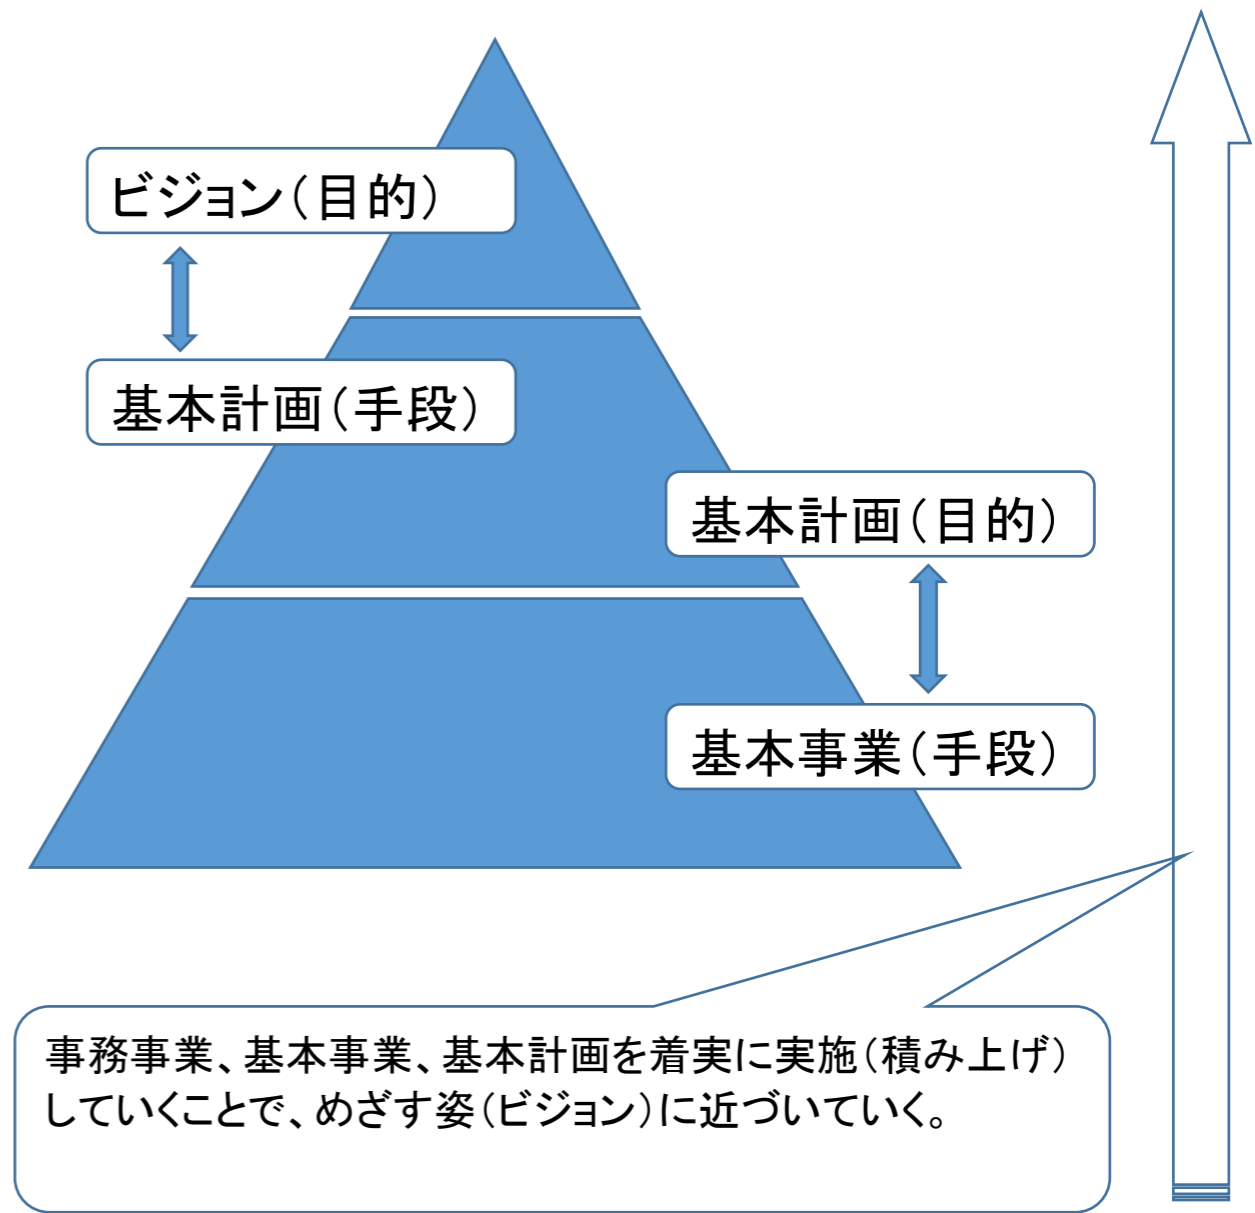 ビジョン(目的)
基本計画(手段)
基本計画(目的)
基本事業(手段)
事務事業、基本事業、基本計画を着実に実施(積み上げ)
していくことで、めざす姿(ビジョン)に近づいていく。